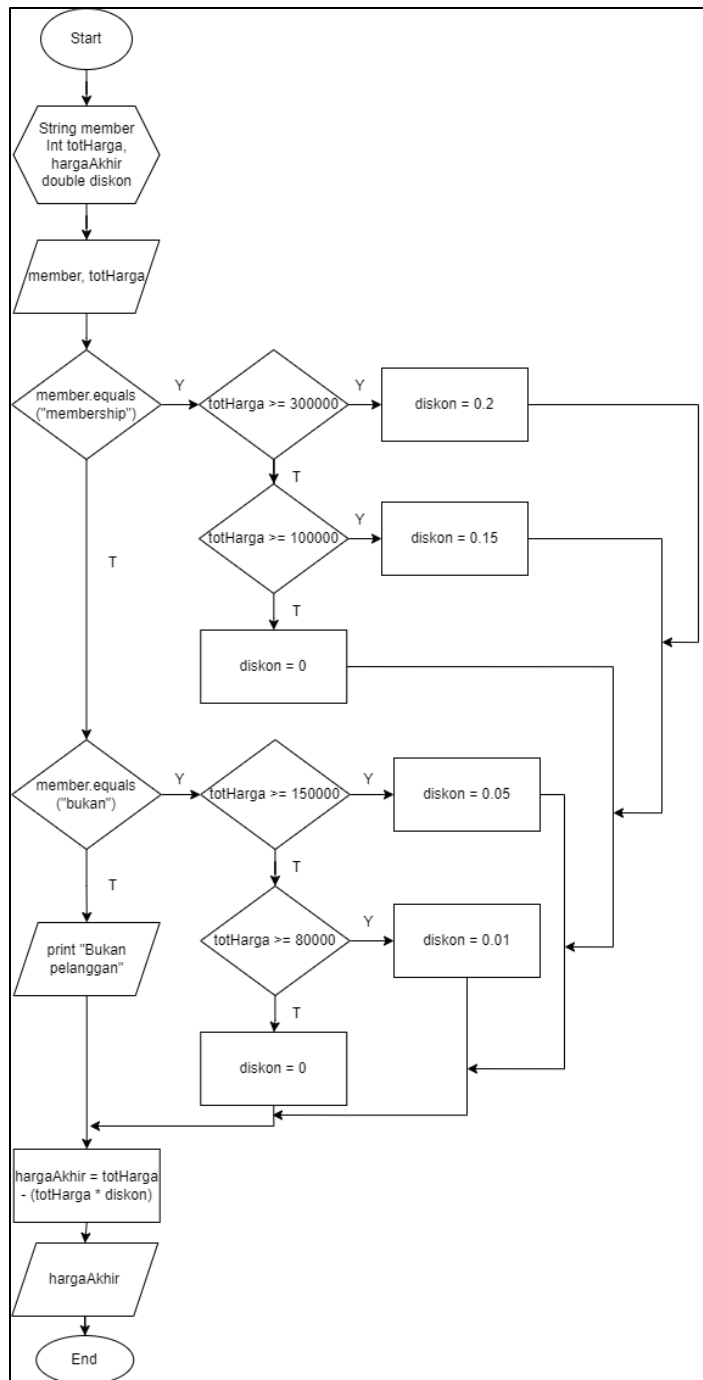 Start
String member
Int totHarga,
hargaAkhir
double diskon
member, totHarga
member.equals
("membership")
Y
totHarga >= 300000
Y
diskon = 0.2
T
totHarga >= 100000
Y
diskon = 0.15
T
T
diskon = 0
member.equals
("bukan")
Y
totHarga >= 150000
Y
diskon = 0.05
T
T
totHarga >= 80000
Y
diskon = 0.01
print "Bukan
pelanggan"
T
diskon = 0
hargaAkhir = totHarga
- (totHarga * diskon)
hargaAkhir
End